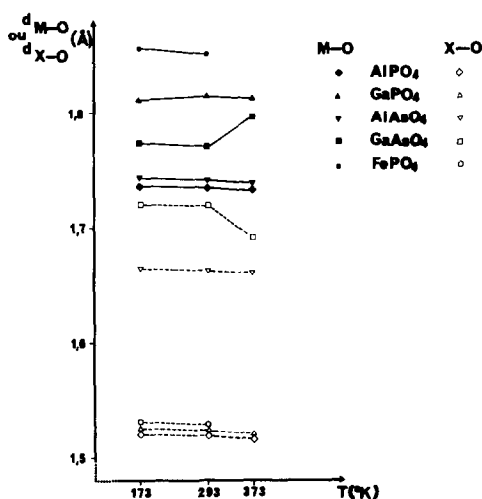 d M–O
ou (Å)
d X–O
M–O X–O
AlPO4
GaPO4
AlAsO4
GaAsO4
FePO4
1,8
1,7
1,6
1,5
173 293 373 T(°K)